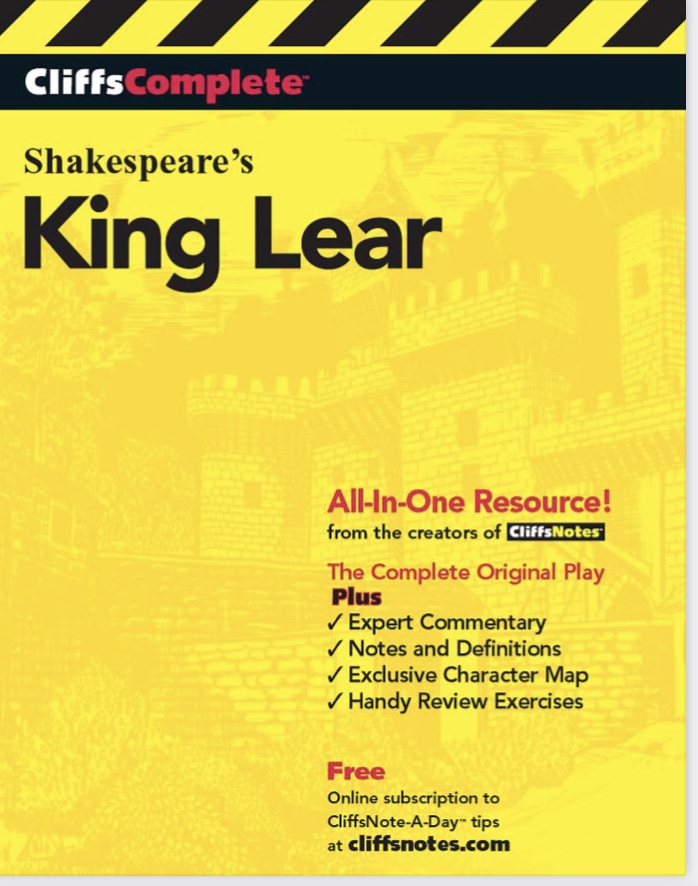 CliffsComplete™
Shakespeare's
King Lear
All-In-One Resource!
from the creators of CliffsNotes™
The Complete Original Play
Plus
✓ Expert Commentary
✓ Notes and Definitions
✓ Exclusive Character Map
✓ Handy Review Exercises
Free
Online subscription to
CliffsNote-A-Day™ tips
at cliffsnotes.com